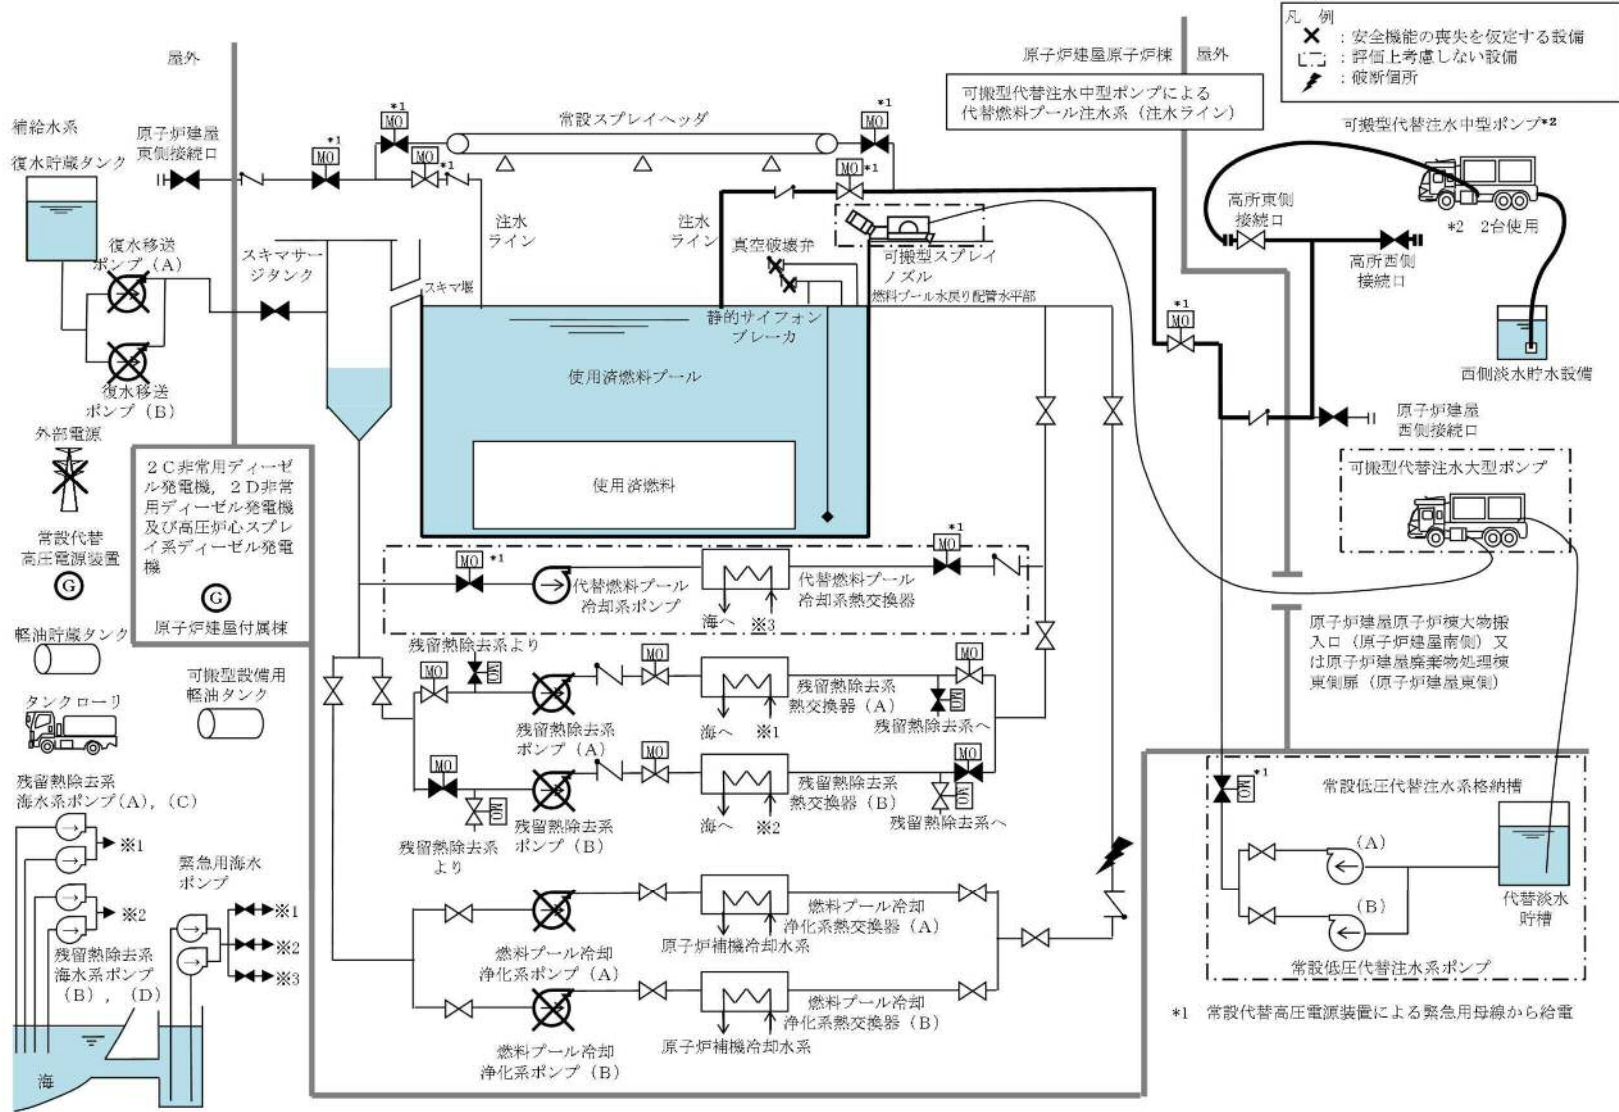 凡　例
：安全機能の喪失を仮定する設備
：評価上考慮しない設備
：破断個所
屋外
原子炉建屋原子炉棟
屋外
可搬型代替注水中型ポンプによる
代替燃料プール注水系（注水ライン）
可搬型代替注水中型ポンプ*2
*2　2台使用
高所東側
接続口
高所西側
接続口
西側淡水貯水設備
補給水系
復水貯蔵タンク
原子炉建屋
東側接続口
*1
MO
*1
MO
MO
*1
常設スプレイヘッダ
*1
MO
MO
*1
復水移送
ポンプ（A）
復水移送
ポンプ（B）
スキマサー
ジタンク
スキマ堰
注水
ライン
注水
ライン
真空破壊弁
可搬型スプレイ
ノズル
燃料プール水戻り配管水平部
静的サイフォン
ブレーカ
使用済燃料プール
使用済燃料
*1
MO
原子炉建屋
西側接続口
外部電源
常設代替
高圧電源装置
G
2C非常用ディーゼ
ル発電機，2D非常
用ディーゼル発電機
及び高圧炉心スプレ
イ系ディーゼル発電
機
G
原子炉建屋付属棟
軽油貯蔵タンク
可搬型設備用
軽油タンク
タンクローリ
可搬型代替注水大型ポンプ
MO
*1
代替燃料プール
冷却系ポンプ
海へ
※3
代替燃料プール
冷却系熱交換器
MO
*1
原子炉建屋原子炉棟大物搬
入口（原子炉建屋南側）又
は原子炉建屋廃棄物処理棟
東側扉（原子炉建屋東側）
残留熱除去系より
MO
MO
MO
残留熱除去系
ポンプ（A）
海へ
※1
残留熱除去系
熱交換器（A）
MO
MO
残留熱除去系へ
MO
MO
MO
残留熱除去系
より
残留熱除去系
ポンプ（B）
海へ
※2
残留熱除去系
熱交換器（B）
MO
MO
残留熱除去系へ
残留熱除去系
海水系ポンプ(A)，（C）
※1
※2
残留熱除去系
海水系ポンプ
（B），（D）
緊急用海水
ポンプ
※1
※2
※3
海
燃料プール冷却
浄化系ポンプ（A）
原子炉補機冷却水系
燃料プール冷却
浄化系熱交換器（A）
燃料プール冷却
浄化系ポンプ（B）
原子炉補機冷却水系
燃料プール冷却
浄化系熱交換器（B）
*1
MO
常設低圧代替注水系格納槽
（A）
（B）
代替淡水
貯槽
常設低圧代替注水系ポンプ
*1　常設代替高圧電源装置による緊急用母線から給電